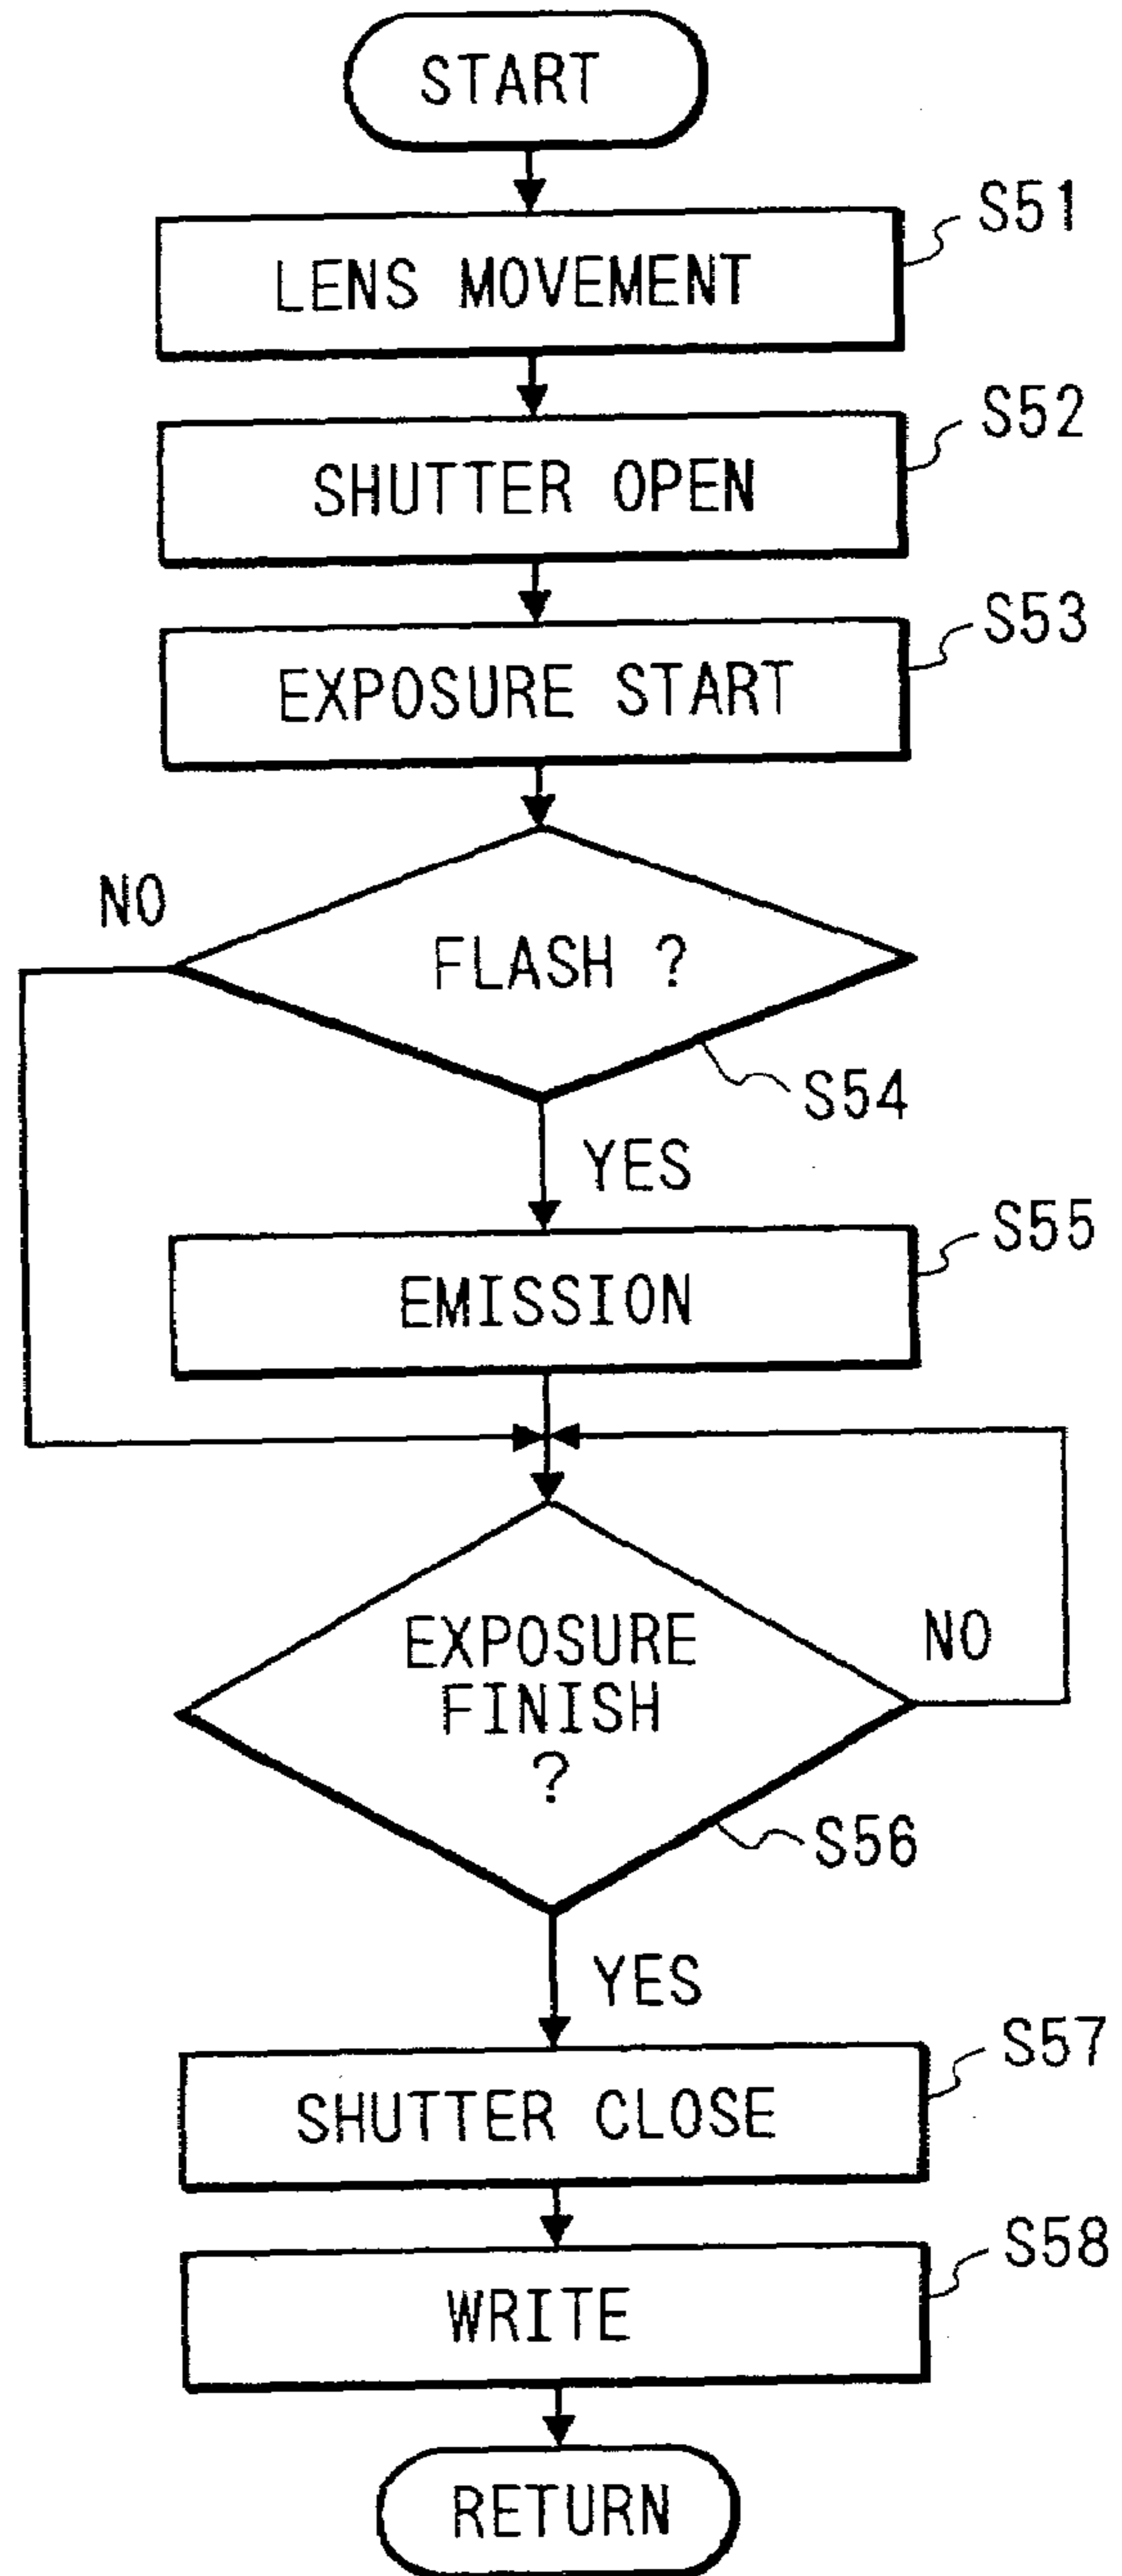 START
S51
LENS MOVEMENT
S52
SHUTTER OPEN
S53
EXPOSURE START
NO
FLASH ?
S54
YES
S55
EMISSION
EXPOSURE
FINISH
?
NO
S56
YES
S57
SHUTTER CLOSE
S58
WRITE
RETURN